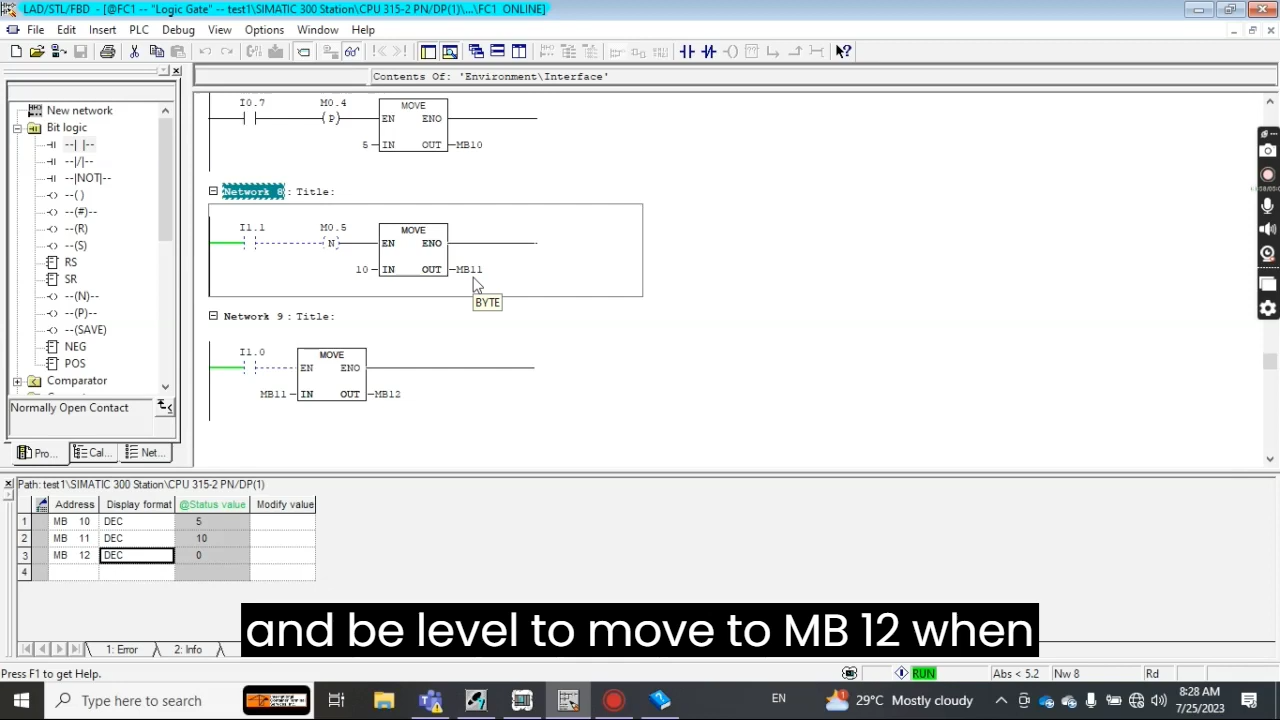 LAD/STL/FBD - [@FC1 -- "Logic Gate" -- test1\SIMATIC 300 Station\CPU 315-2 PN/DP(1)\...\FC1 ONLINE]
File Edit Insert PLC Debug View Options Window Help
Contents Of: 'Environment\Interface'
New network
Bit logic
--| |--
--|/|--
--|NOT|--
--( )
--(#)--
--(R)
--(S)
RS
SR
--(N)--
--(P)--
--(SAVE)
NEG
POS
Comparator
Normally Open Contact
Pro... Cal... Net...
I0.7 M0.4 MOVE
(P) EN ENO
5 IN OUT MB10
Network 8 : Title:
I1.1 M0.5 MOVE
(N) EN ENO
10 IN OUT MB11
BYTE
Network 9 : Title:
I1.0 MOVE
EN ENO
MB11 IN OUT MB12
Path: test1\SIMATIC 300 Station\CPU 315-2 PN/DP(1)
Address Display format @Status value Modify value
1 MB 10 DEC 5
2 MB 11 DEC 10
3 MB 12 DEC 0
4
and be level to move to MB 12 when
1: Error 2: Info
Press F1 to get Help.
RUN Abs < 5.2 Nw 8 Rd
Type here to search
EN 29°C Mostly cloudy
8:28 AM
7/25/2023